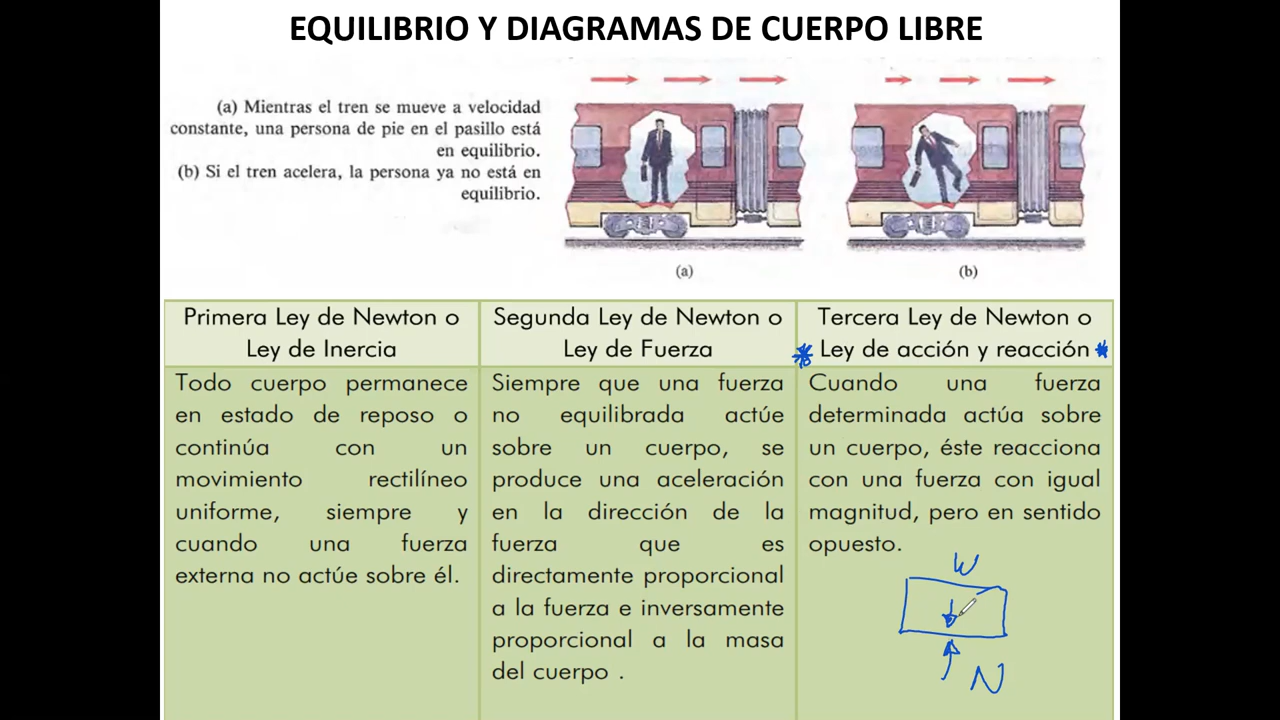 EQUILIBRIO Y DIAGRAMAS DE CUERPO LIBRE
(a) Mientras el tren se mueve a velocidad
constante, una persona de pie en el pasillo está
en equilibrio.
(b) Si el tren acelera, la persona ya no está en
equilibrio.
(a)
(b)
Primera Ley de Newton o
Ley de Inercia
Todo cuerpo permanece
en estado de reposo o
continúa con un
movimiento rectilíneo
uniforme, siempre y
cuando una fuerza
externa no actúe sobre él.
Segunda Ley de Newton o
Ley de Fuerza
Siempre que una fuerza
no equilibrada actúe
sobre un cuerpo, se
produce una aceleración
en la dirección de la
fuerza que es
directamente proporcional
a la fuerza e inversamente
proporcional a la masa
del cuerpo .
Tercera Ley de Newton o
* Ley de acción y reacción *
Cuando una fuerza
determinada actúa sobre
un cuerpo, éste reacciona
con una fuerza con igual
magnitud, pero en sentido
opuesto.
W
N